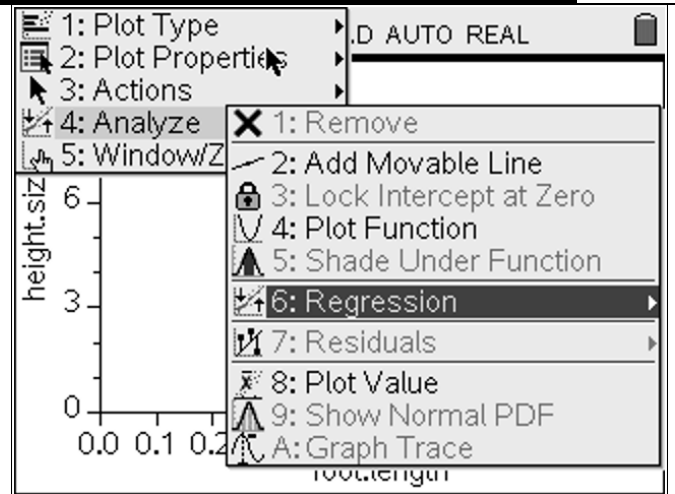 1: Plot Type
.D AUTO REAL
2: Plot Properties
3: Actions
4: Analyze
5: Window/Z
1: Remove
2: Add Movable Line
3: Lock Intercept at Zero
4: Plot Function
5: Shade Under Function
6: Regression
7: Residuals
8: Plot Value
9: Show Normal PDF
A: Graph Trace
height.siz
6
3
0
0.0 0.1 0.2
foot.length